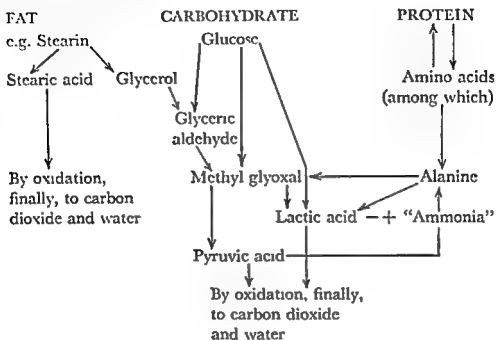 FAT CARBOHYDRATE PROTEIN
e.g. Stearin Glucose
Stearic acid Glycerol Amino acids
(among which)
Glyceric
aldehyde
By oxidation, Methyl glyoxal Alanine
finally, to carbon
dioxide and water
Lactic acid — + "Ammonia"
Pyruvic acid
By oxidation, finally,
to carbon dioxide
and water